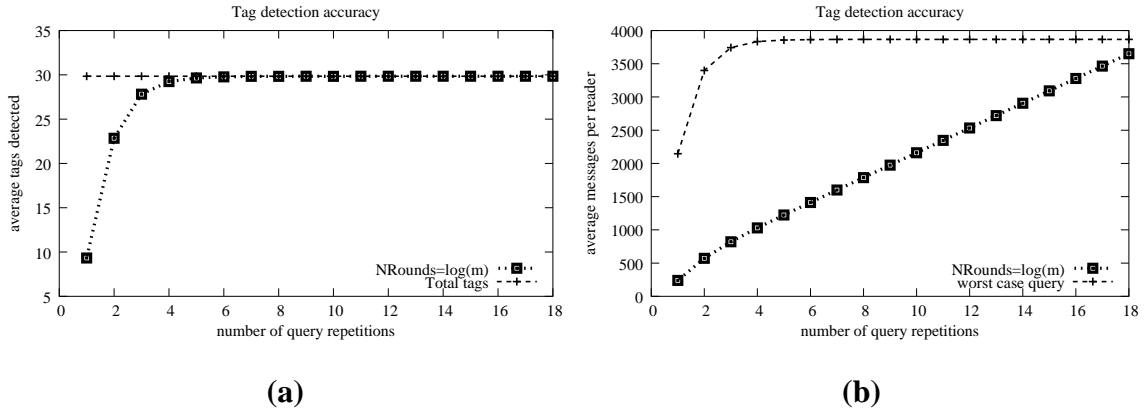 Tag detection accuracy
35
30
25
20
15
10
5
average tags detected
NRounds=log(m)
Total tags
0 2 4 6 8 10 12 14 16 18
number of query repetitions
(a)
Tag detection accuracy
4000
3500
3000
2500
2000
1500
1000
500
0
average messages per reader
NRounds=log(m)
worst case query
0 2 4 6 8 10 12 14 16 18
number of query repetitions
(b)